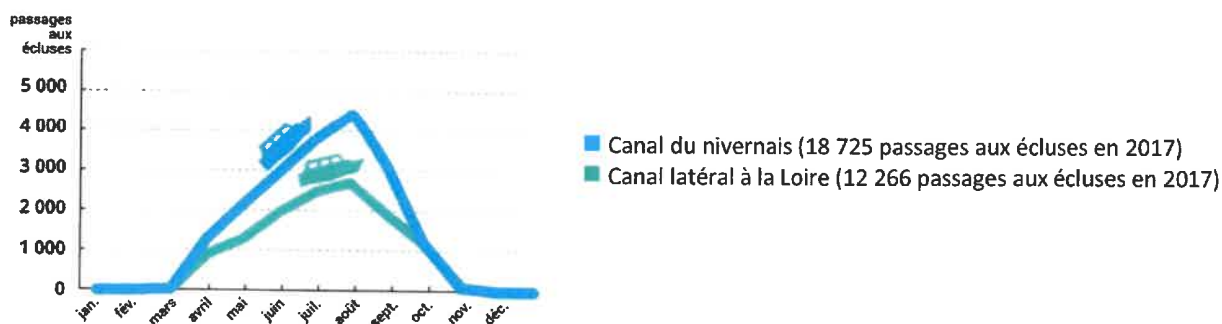 passages
aux
écluses
5 000
4 000
3 000
2 000
1 000
0
jan. fév. mars avril mai juin juil. août sept. oct. nov. déc.
Canal du nivernais (18 725 passages aux écluses en 2017)
Canal latéral à la Loire (12 266 passages aux écluses en 2017)